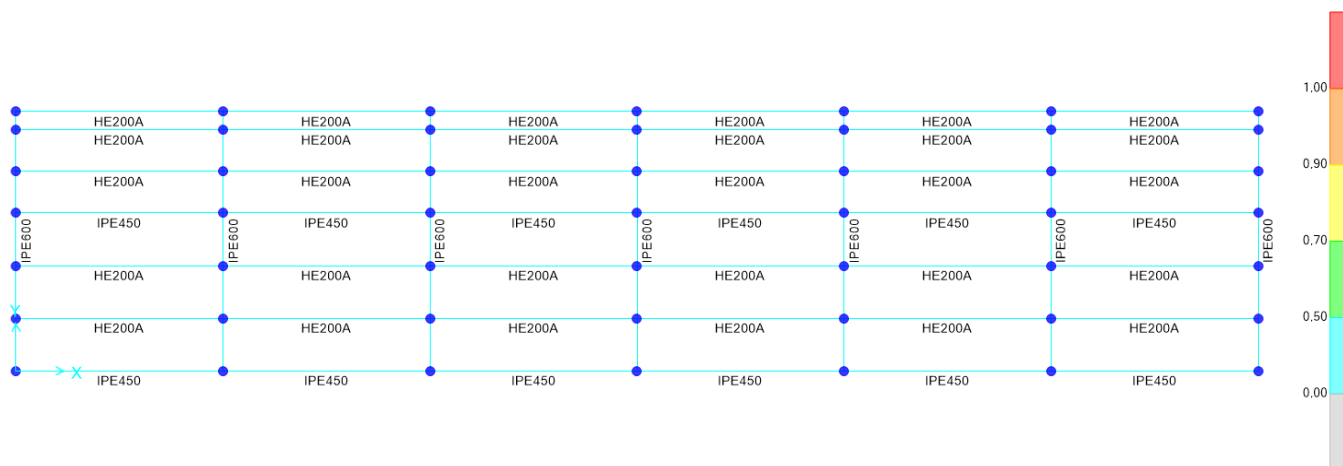 1,00
HE200A HE200A HE200A HE200A HE200A HE200A
HE200A HE200A HE200A HE200A HE200A HE200A
0,90
HE200A HE200A HE200A HE200A HE200A HE200A
IPE450 IPE450 IPE450 IPE450 IPE450 IPE450
IPE600 IPE600 IPE600 IPE600 IPE600 IPE600 IPE600
0,70
HE200A HE200A HE200A HE200A HE200A HE200A
Y
0,50
HE200A HE200A HE200A HE200A HE200A HE200A
X
IPE450 IPE450 IPE450 IPE450 IPE450 IPE450
0,00